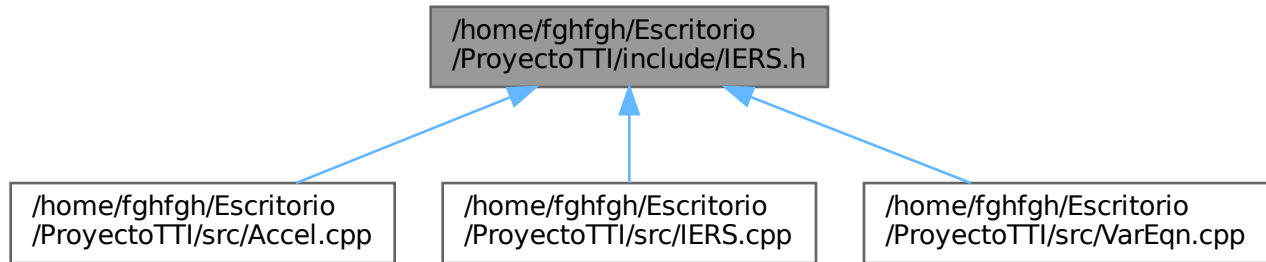 /home/fghfgh/Escritorio
/ProyectoTTI/include/IERS.h
/home/fghfgh/Escritorio
/ProyectoTTI/src/Accel.cpp
/home/fghfgh/Escritorio
/ProyectoTTI/src/IERS.cpp
/home/fghfgh/Escritorio
/ProyectoTTI/src/VarEqn.cpp